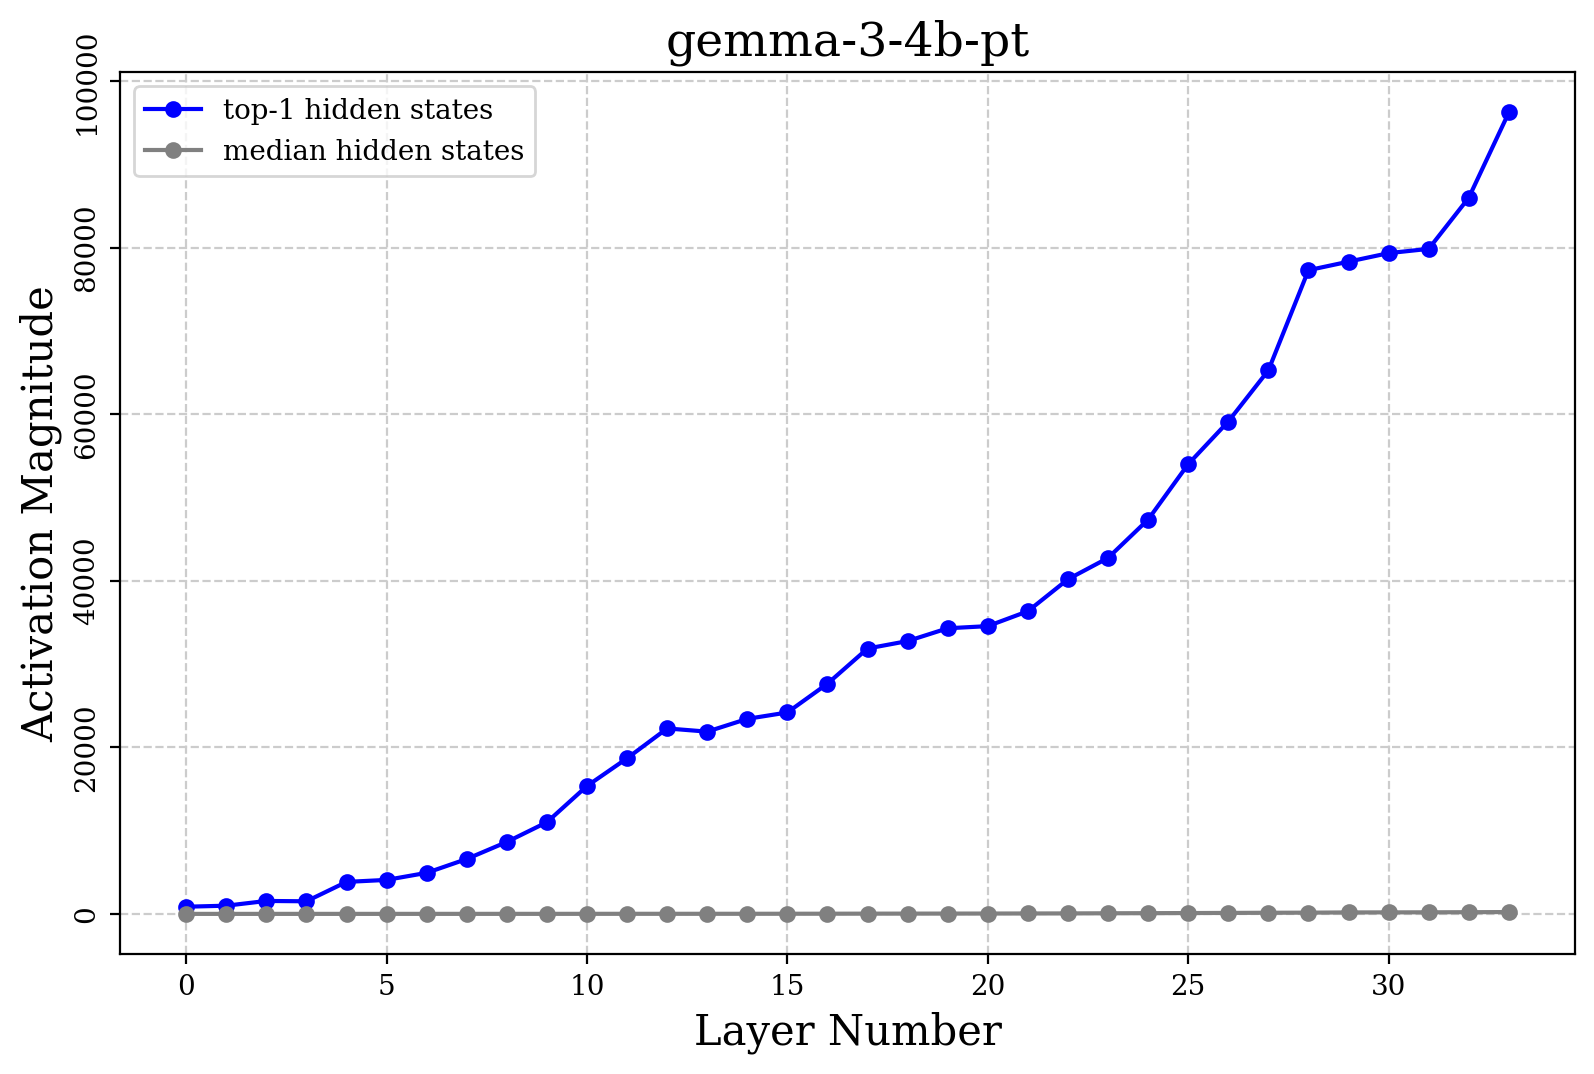 gemma-3-4b-pt
top-1 hidden states
median hidden states
Activation Magnitude
100000
80000
60000
40000
20000
0
0 5 10 15 20 25 30
Layer Number